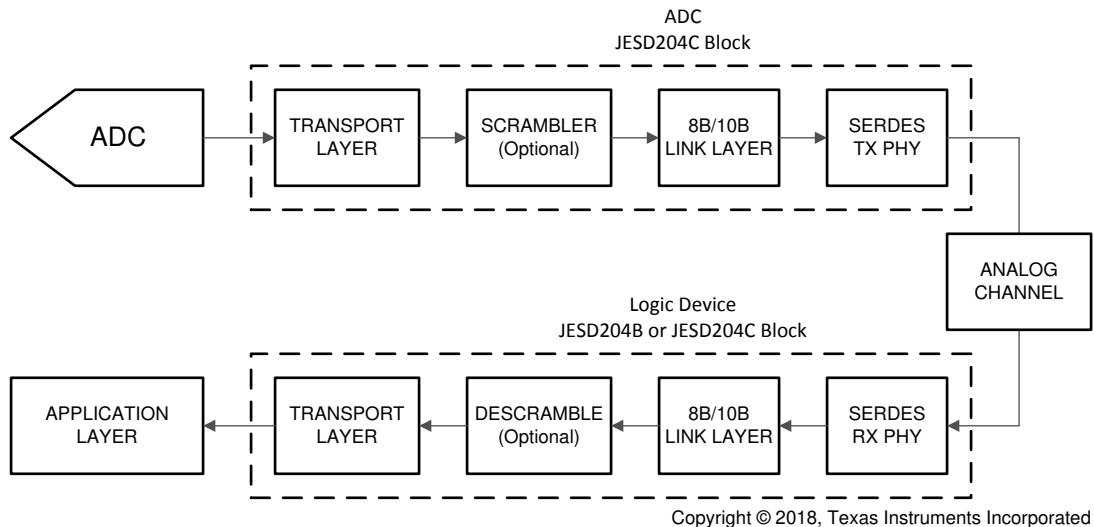 ADC
JESD204C Block
ADC
TRANSPORT
LAYER
SCRAMBLER
(Optional)
8B/10B
LINK LAYER
SERDES
TX PHY
ANALOG
CHANNEL
Logic Device
JESD204B or JESD204C Block
APPLICATION
LAYER
TRANSPORT
LAYER
DESCRAMBLE
(Optional)
8B/10B
LINK LAYER
SERDES
RX PHY
Copyright © 2018, Texas Instruments Incorporated